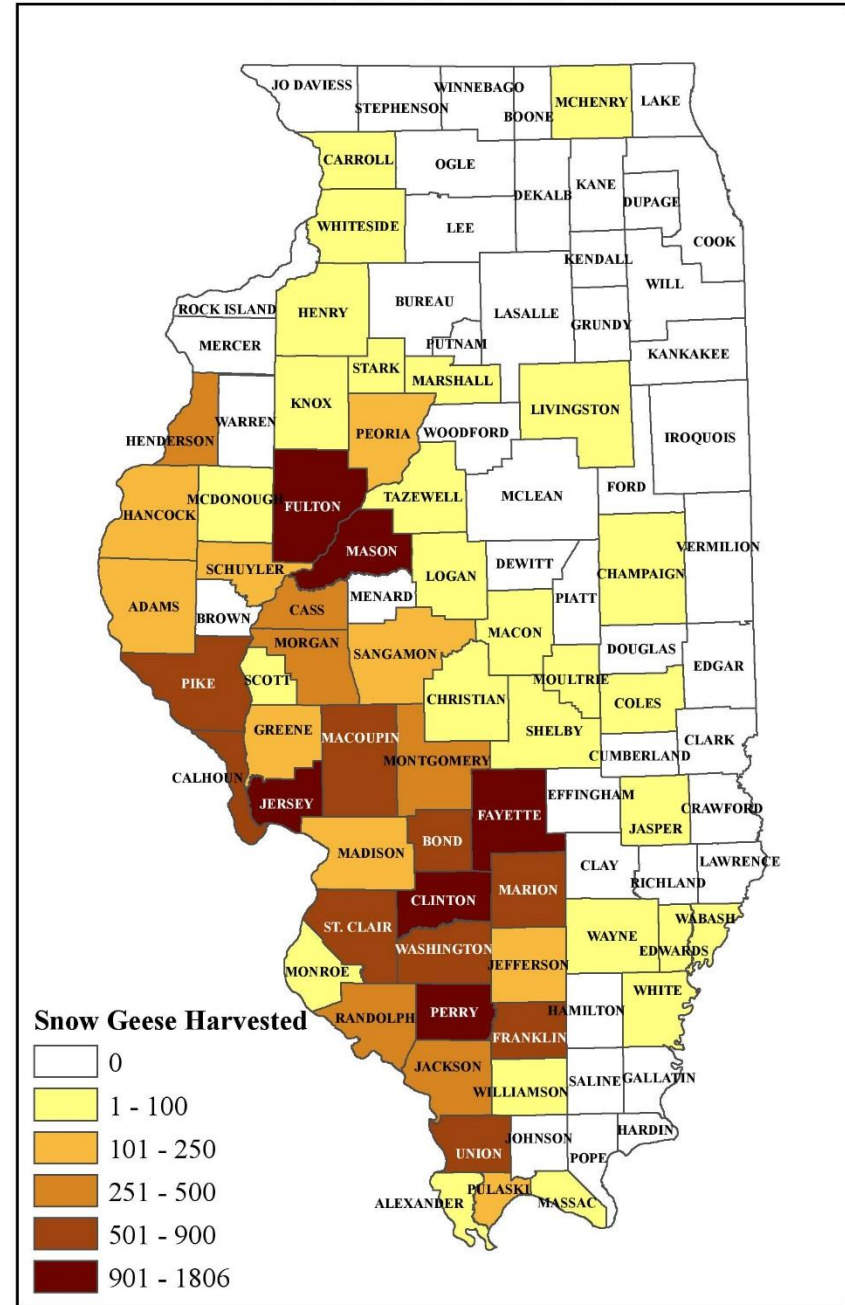 JO DAVIESS
STEPHENSON
WINNEBAGO
BOONE
MCHENRY
LAKE
CARROLL
OGLE
DEKALB
KANE
DUPAGE
COOK
WHITESIDE
LEE
KENDALL
WILL
ROCK ISLAND
HENRY
BUREAU
LASALLE
GRUNDY
MERCER
PUTNAM
KANKAKEE
STARK
MARSHALL
KNOX
WARREN
HENDERSON
PEORIA
WOODFORD
LIVINGSTON
IROQUOIS
MCDONOUGH
FULTON
TAZEWELL
MCLEAN
FORD
HANCOCK
MASON
VERMILION
SCHUYLER
LOGAN
DEWITT
CHAMPAIGN
ADAMS
BROWN
CASS
MENARD
PIATT
MORGAN
SANGAMON
MACON
DOUGLAS
EDGAR
PIKE
SCOTT
CHRISTIAN
MOULTRIE
COLES
GREENE
MACOUPIN
SHELBY
CLARK
MONTGOMERY
CUMBERLAND
CALHOUN
JERSEY
FAYETTE
EFFINGHAM
JASPER
CRAWFORD
MADISON
BOND
CLAY
RICHLAND
LAWRENCE
CLINTON
MARION
ST. CLAIR
WASHINGTON
WAYNE
WABASH
EDWARDS
MONROE
JEFFERSON
WHITE
RANDOLPH
PERRY
HAMILTON
FRANKLIN
JACKSON
WILLIAMSON
SALINE
GALLATIN
UNION
JOHNSON
POPE
HARDIN
ALEXANDER
PULASKI
MASSAC
Snow Geese Harvested
0
1 - 100
101 - 250
251 - 500
501 - 900
901 - 1806